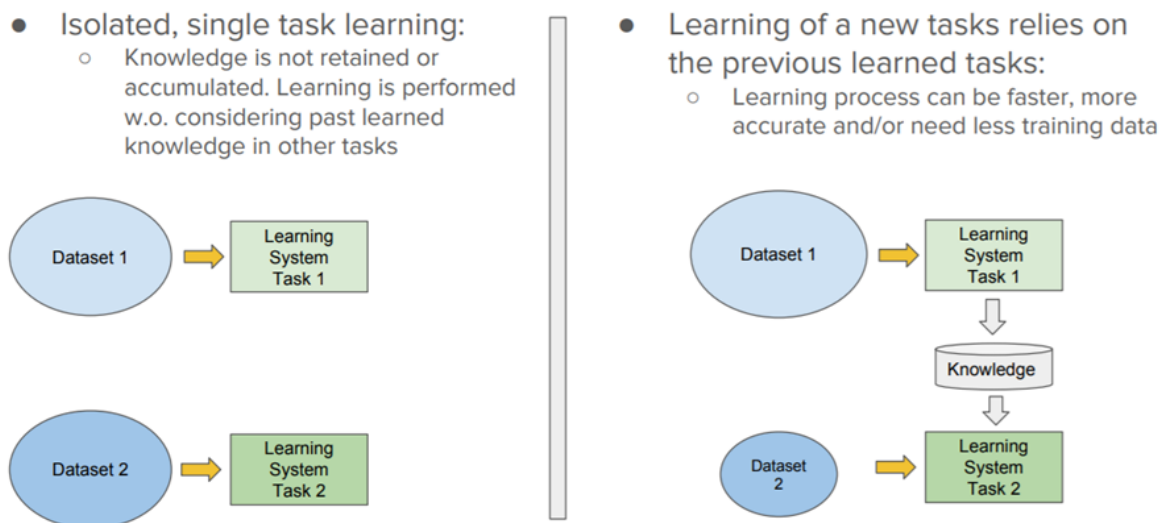 ● Isolated, single task learning:
○ Knowledge is not retained or
accumulated. Learning is performed
w.o. considering past learned
knowledge in other tasks
Dataset 1
Learning
System
Task 1
Dataset 2
Learning
System
Task 2
● Learning of a new tasks relies on
the previous learned tasks:
○ Learning process can be faster, more
accurate and/or need less training data
Dataset 1
Learning
System
Task 1
Knowledge
Dataset
2
Learning
System
Task 2